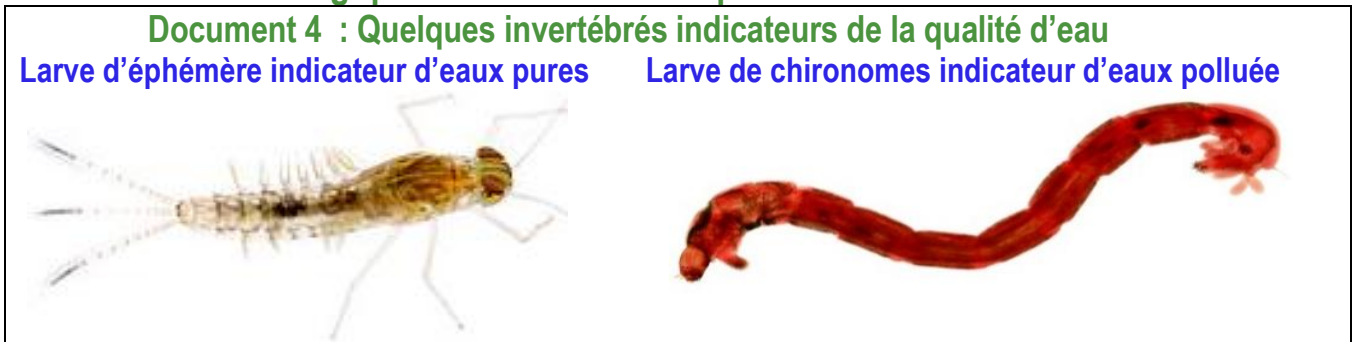 Document 4 : Quelques invertébrés indicateurs de la qualité d'eau
Larve d'éphémère indicateur d'eaux pures Larve de chironomes indicateur d'eaux polluée